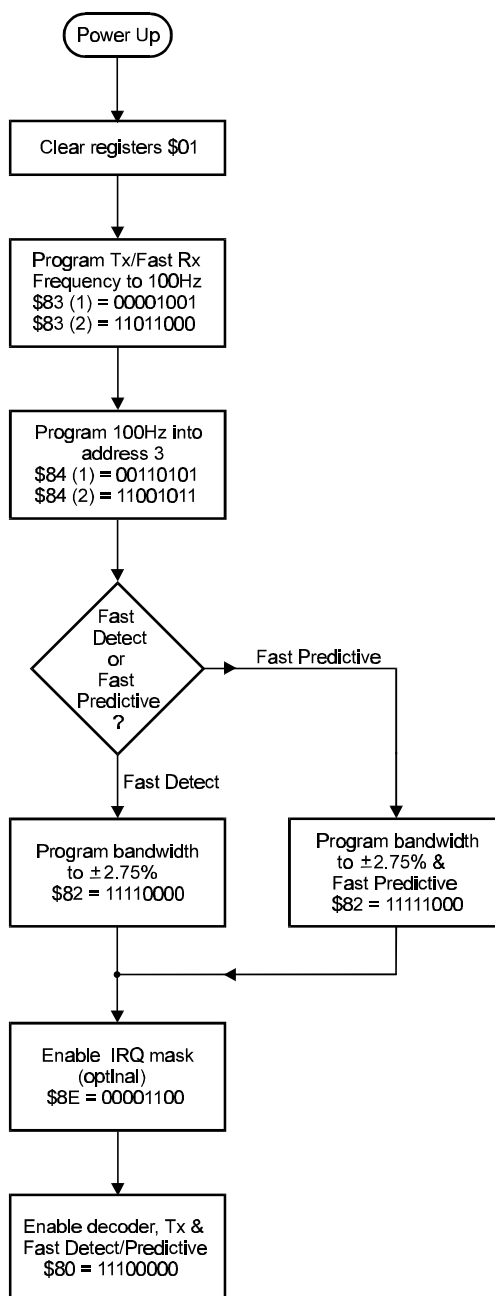 Power Up
Clear registers $01
Program Tx/Fast Rx
Frequency to 100Hz
$83 (1) = 00001001
$83 (2) = 11011000
Program 100Hz into
address 3
$84 (1) = 00110101
$84 (2) = 11001011
Fast
Detect
or
Fast
Predictive
?
Fast Predictive
Fast Detect
Program bandwidth
to ±2.75%
$82 = 11110000
Program bandwidth
to ±2.75% &
Fast Predictive
$82 = 11111000
Enable IRQ mask
(optInal)
$8E = 00001100
Enable decoder, Tx &
Fast Detect/Predictive
$80 = 11100000